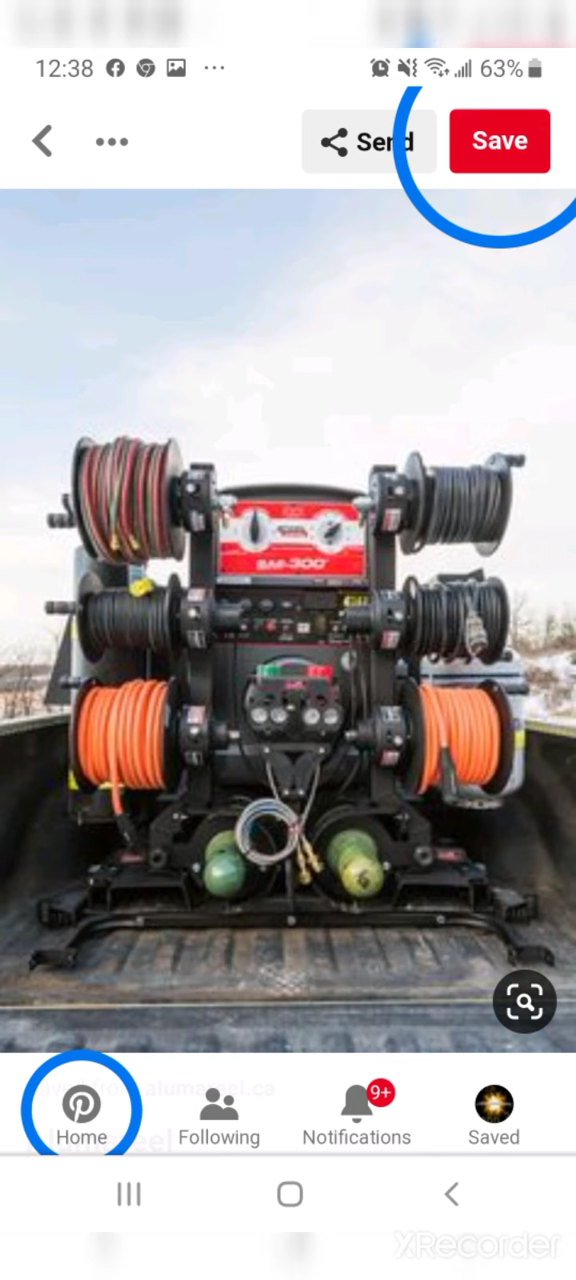 12:38
63%
Send
Save
SAE-300
9+
Home
Following
Notifications
Saved
XRecorder